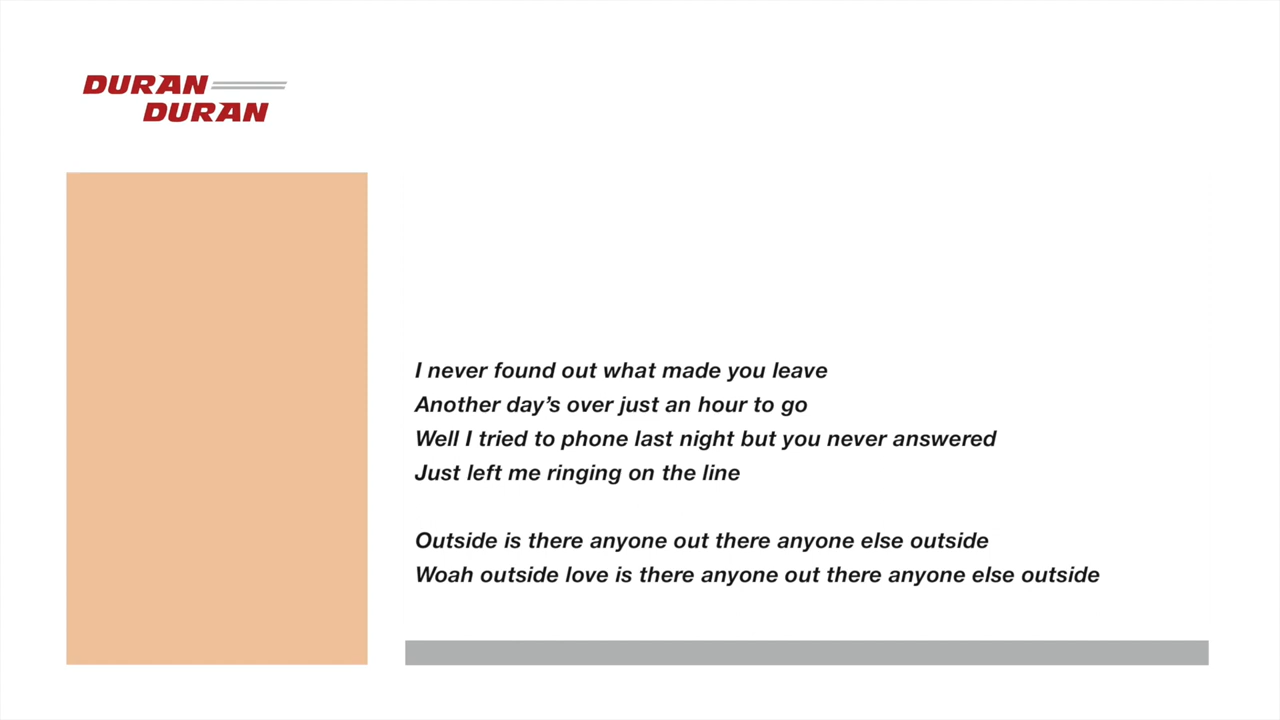 DURAN
DURAN
I never found out what made you leave
Another day’s over just an hour to go
Well I tried to phone last night but you never answered
Just left me ringing on the line
Outside is there anyone out there anyone else outside
Woah outside love is there anyone out there anyone else outside